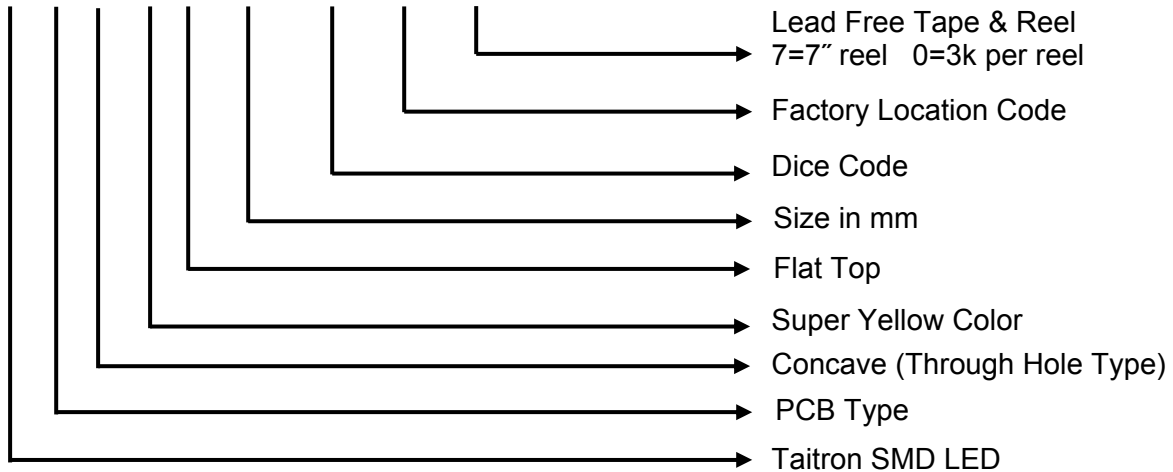 Lead Free Tape & Reel
7=7˝ reel 0=3k per reel
Factory Location Code
Dice Code
Size in mm
Flat Top
Super Yellow Color
Concave (Through Hole Type)
PCB Type
Taitron SMD LED